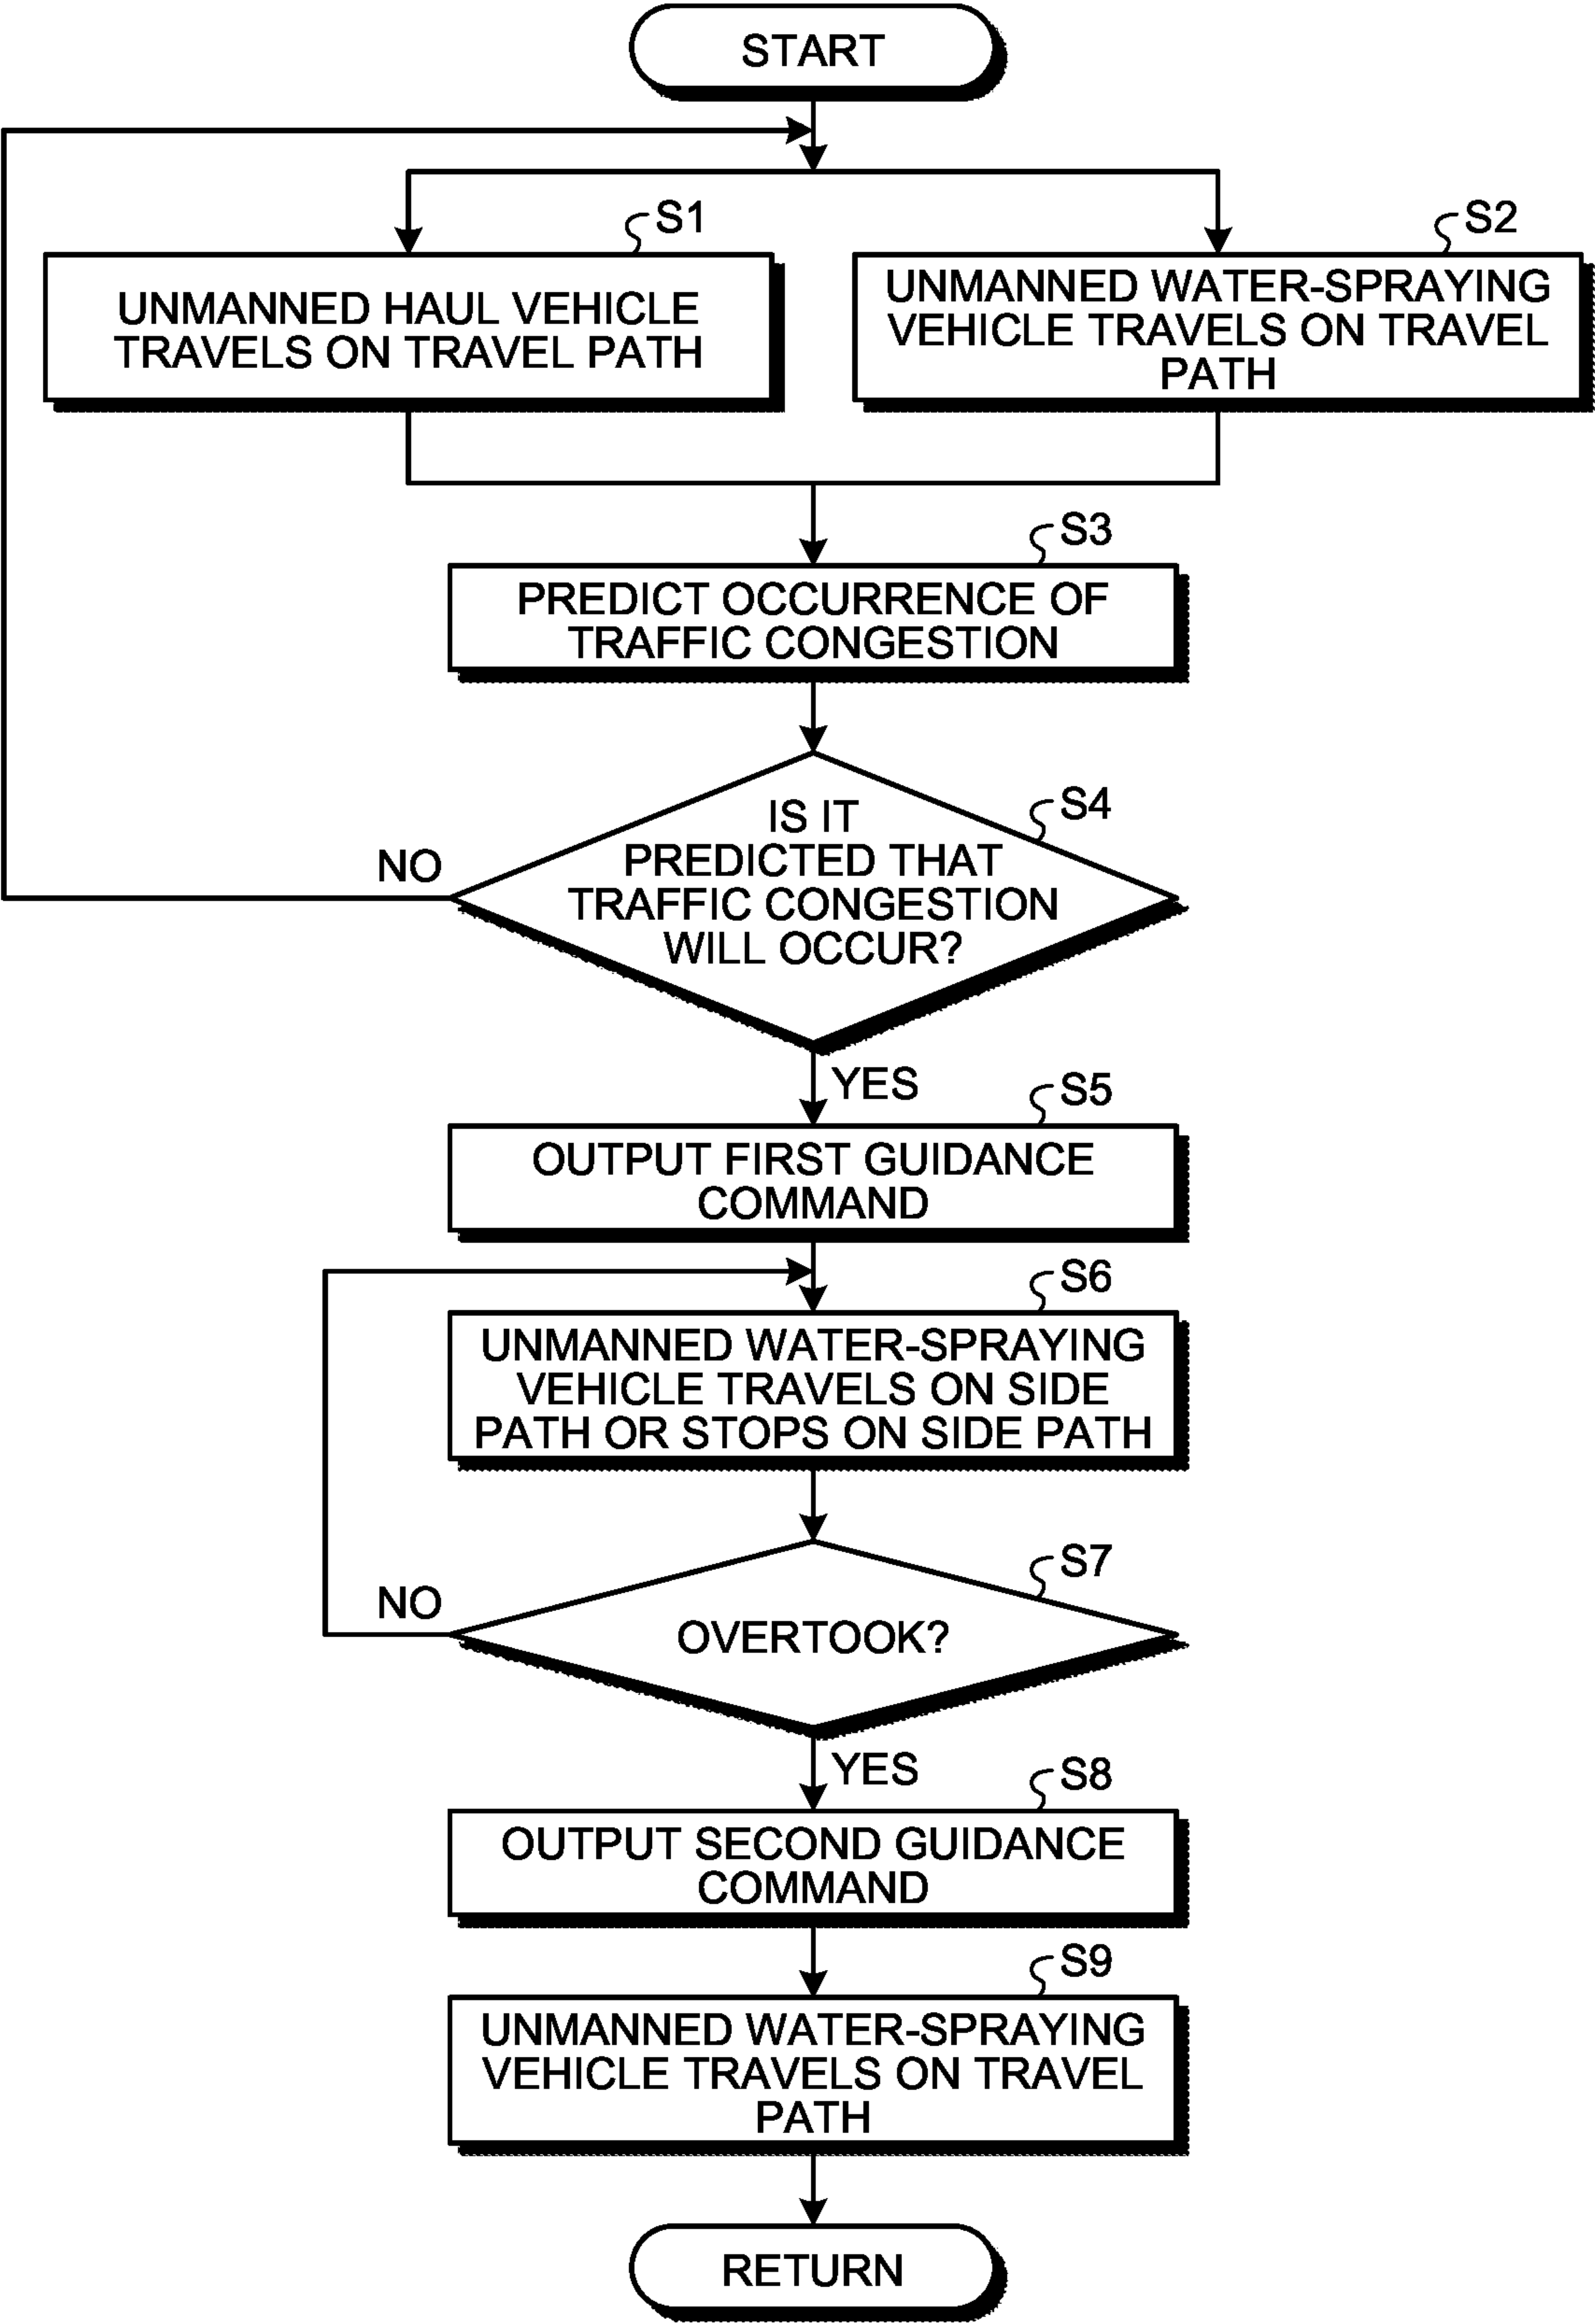 START
S1
UNMANNED HAUL VEHICLE
TRAVELS ON TRAVEL PATH
S2
UNMANNED WATER-SPRAYING
VEHICLE TRAVELS ON TRAVEL
PATH
S3
PREDICT OCCURRENCE OF
TRAFFIC CONGESTION
S4
IS IT
PREDICTED THAT
TRAFFIC CONGESTION
WILL OCCUR?
NO
YES
S5
OUTPUT FIRST GUIDANCE
COMMAND
S6
UNMANNED WATER-SPRAYING
VEHICLE TRAVELS ON SIDE
PATH OR STOPS ON SIDE PATH
S7
OVERTOOK?
NO
YES
S8
OUTPUT SECOND GUIDANCE
COMMAND
S9
UNMANNED WATER-SPRAYING
VEHICLE TRAVELS ON TRAVEL
PATH
RETURN